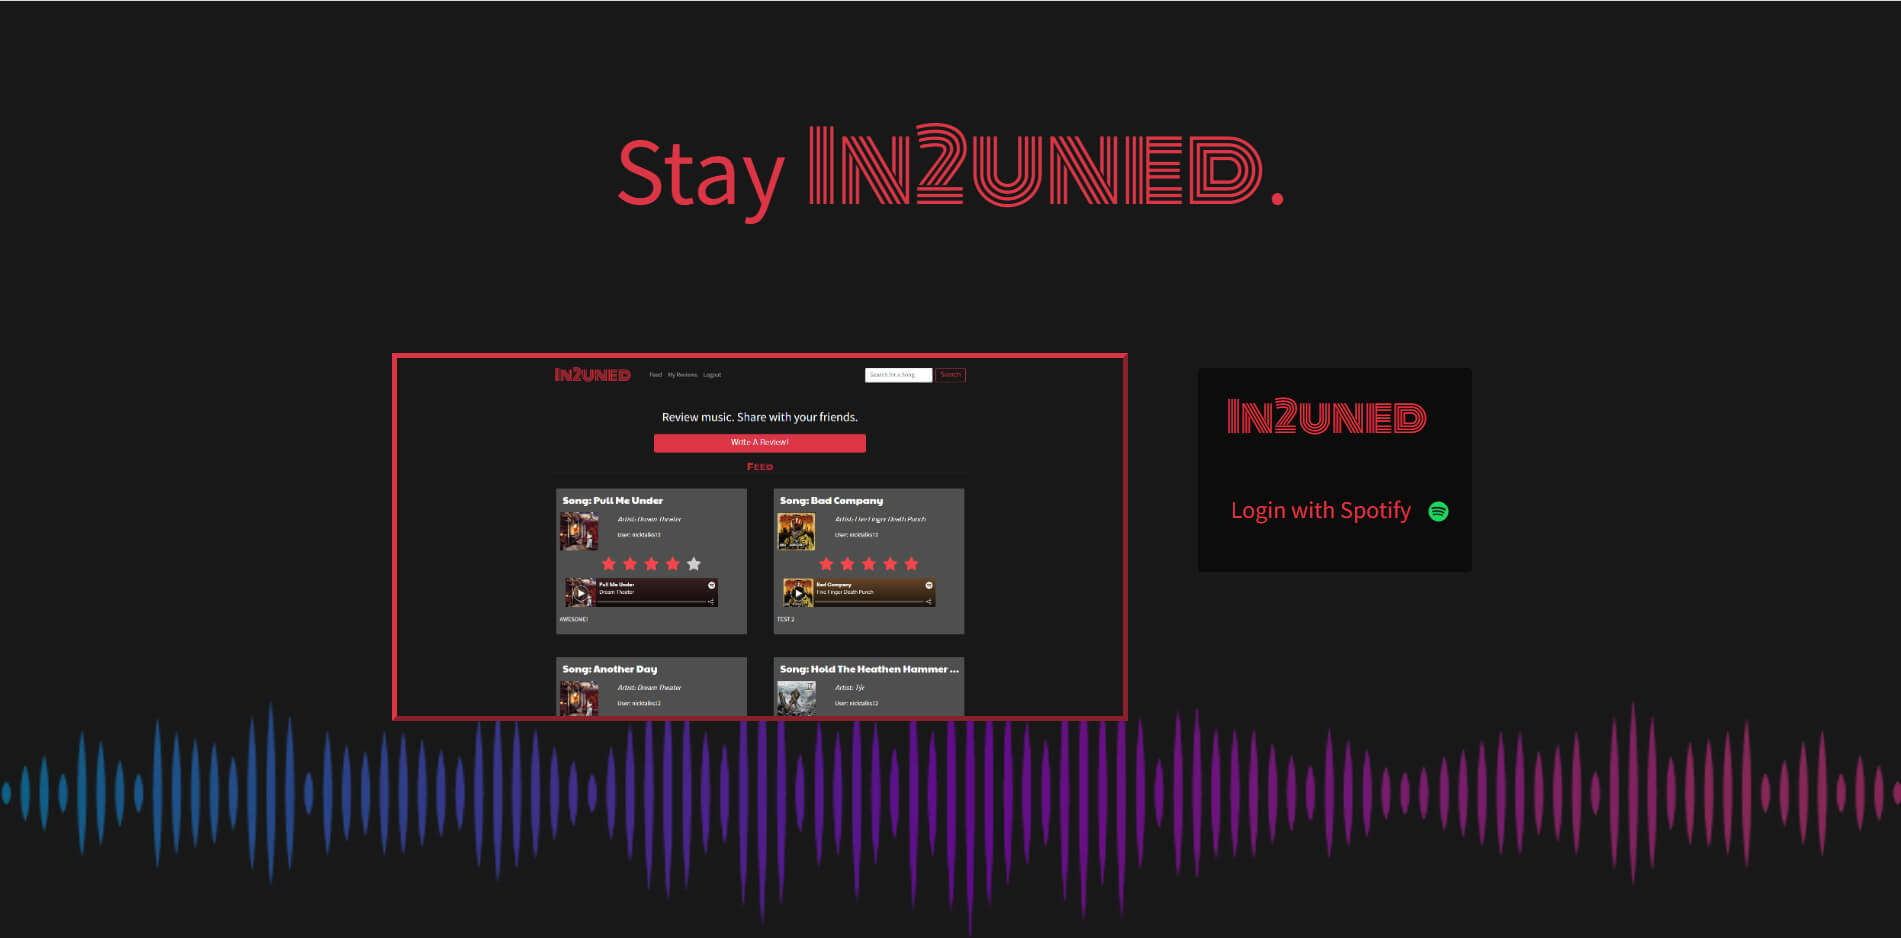 Stay In2uned.
In2uned
Feed My Reviews Logout
Search for a Song
Search
Review music. Share with your friends.
Write A Review!
Feed
Song: Pull Me Under
Artist: Dream Theater
User: nicktalks12
Pull Me Under
Dream Theater
AWESOME!
Song: Bad Company
Artist: Five Finger Death Punch
User: nicktalks12
Bad Company
Five Finger Death Punch
TEST 2
Song: Another Day
Artist: Dream Theater
User: nicktalks12
Song: Hold The Heathen Hammer ...
Artist: Týr
User: nicktalks12
In2uned
Login with Spotify